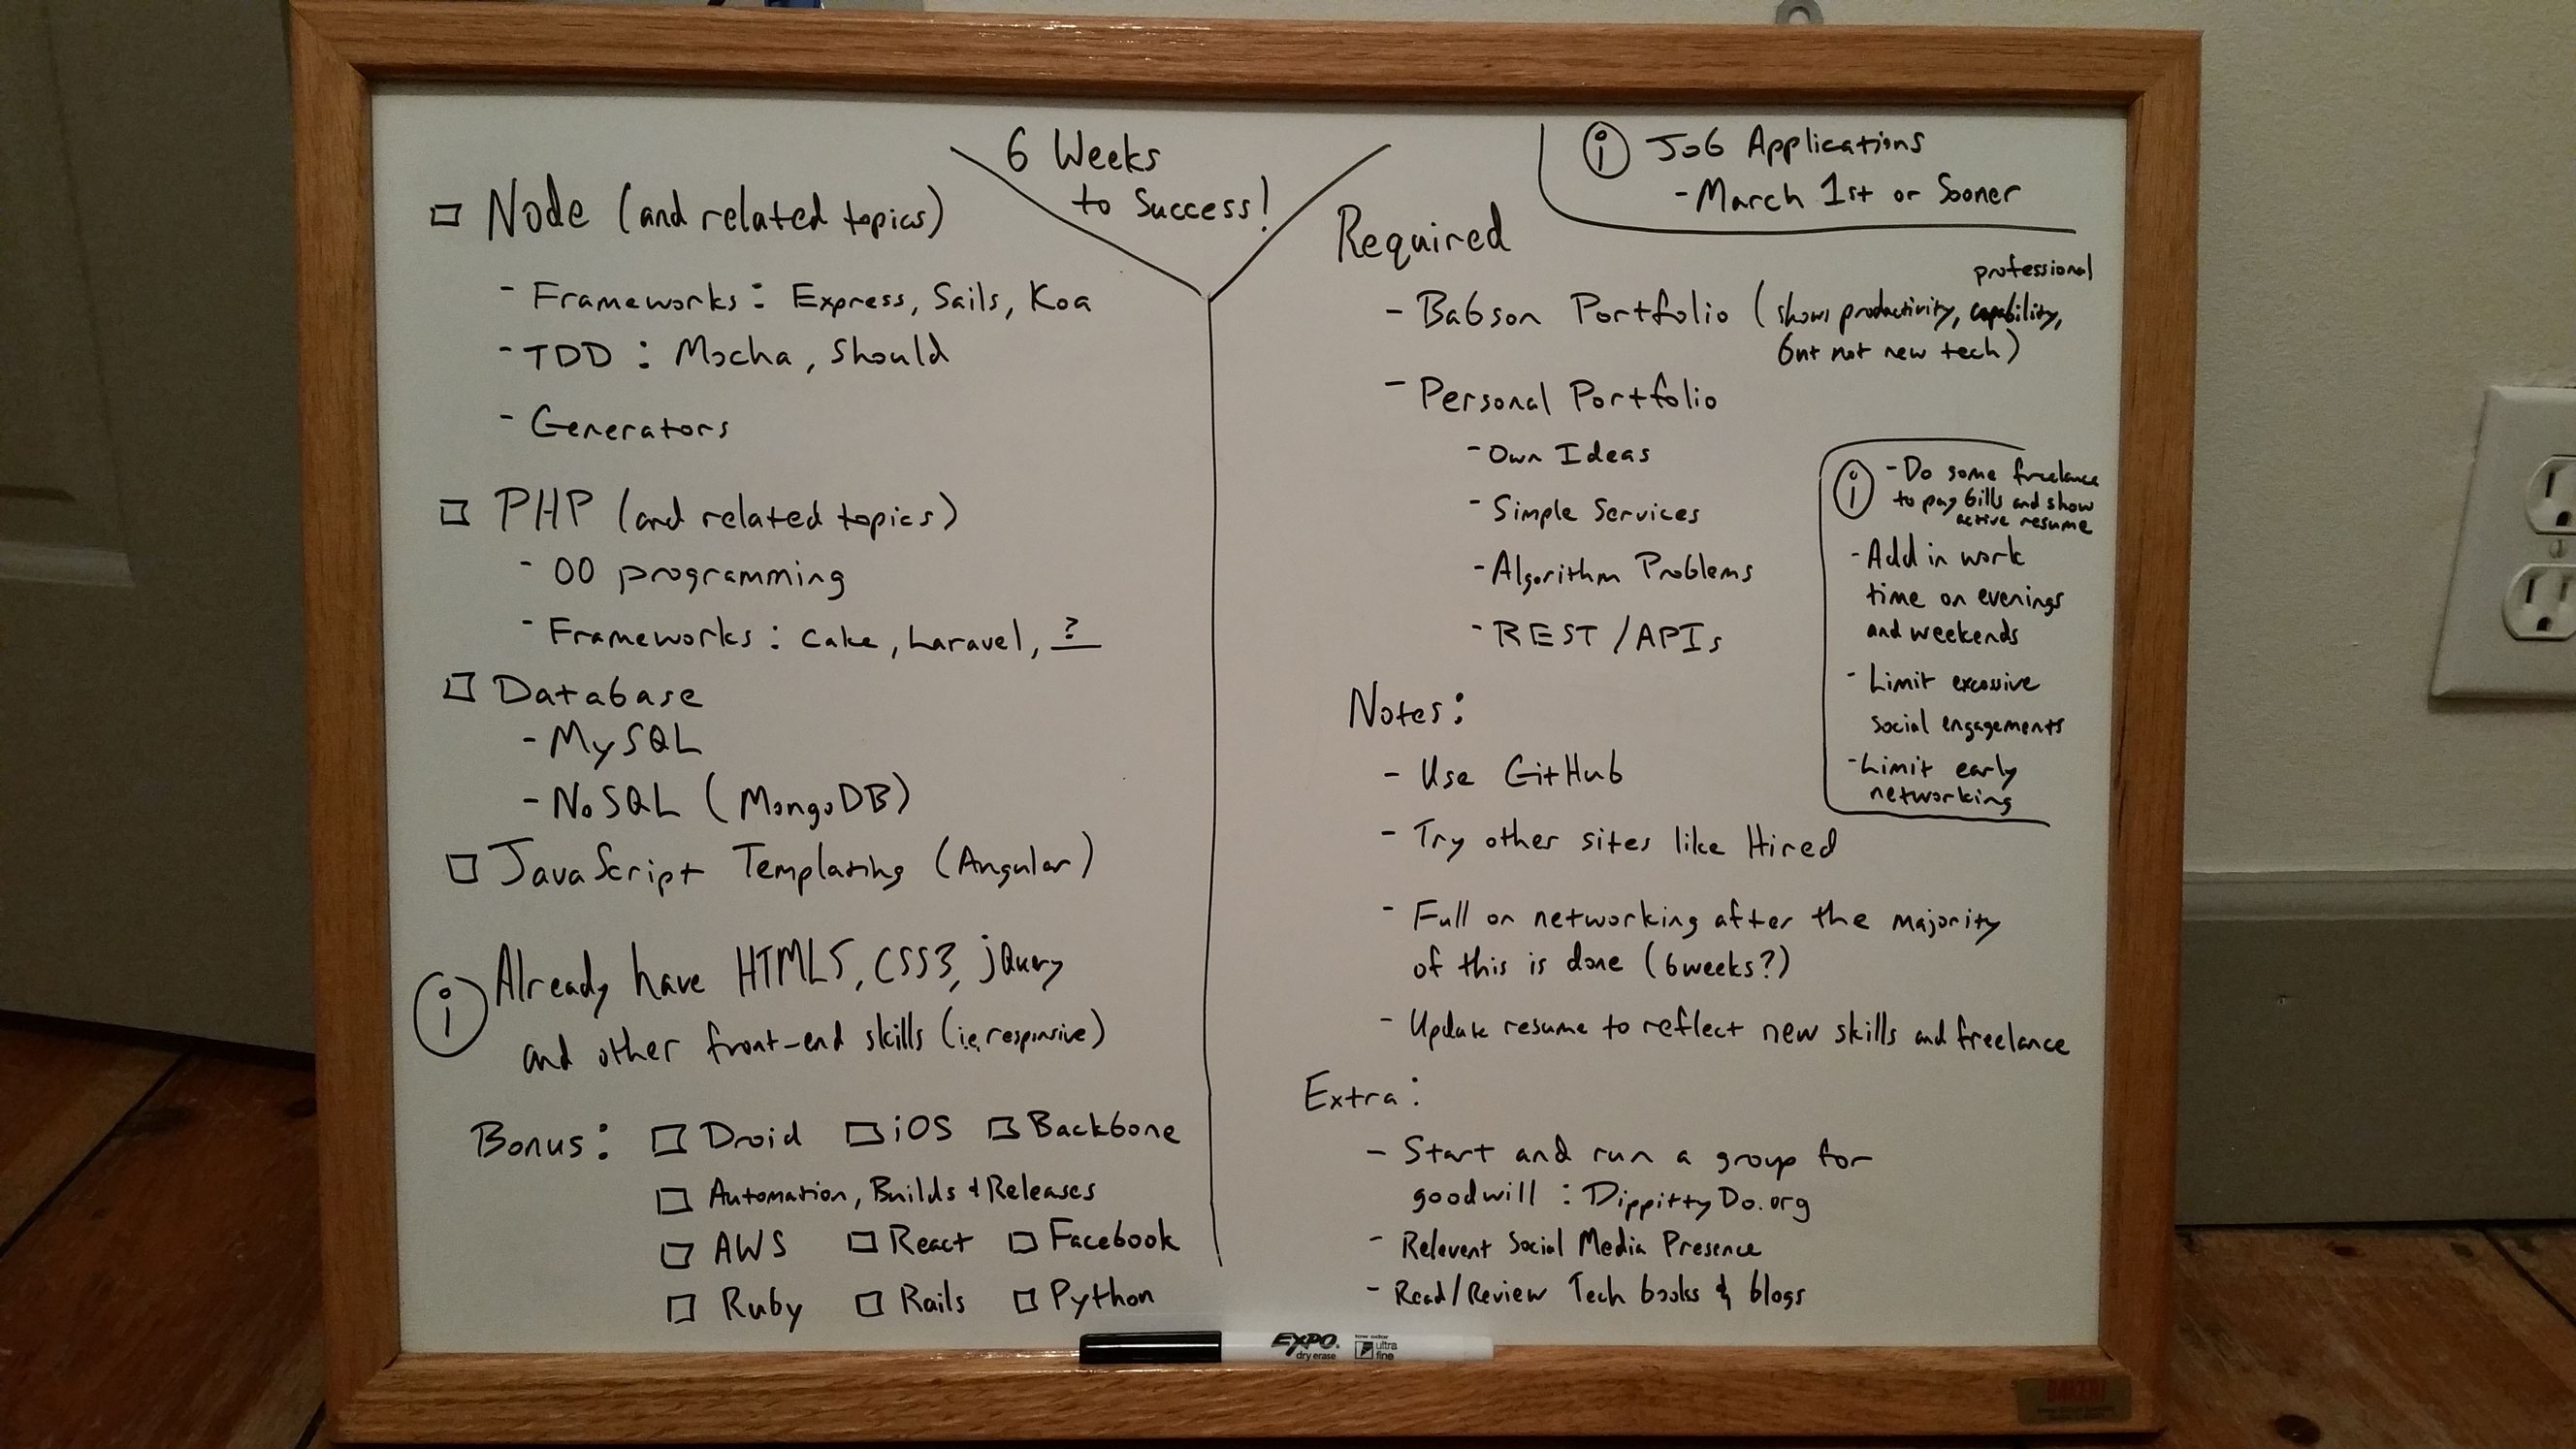 6 Weeks
to Success!
□ Node (and related topics)
- Frameworks: Express, Sails, Koa
- TDD: Mocha, Should
- Generators
□ PHP (and related topics)
- OO programming
- Frameworks: Cake, Laravel, ?
□ Database
- MySQL
- NoSQL (MongoDB)
□ JavaScript Templating (Angular)
ⓘ Already have HTML5, CSS3, jQuery
and other front-end skills (i.e. responsive)
Bonus: □ Droid □ iOS □ Backbone
□ Automation, Builds & Releases
□ AWS □ React □ Facebook
□ Ruby □ Rails □ Python
ⓘ Job Applications
- March 1st or Sooner
Required
professional
- Babson Portfolio (shows productivity, capability,
but not new tech)
- Personal Portfolio
- Own Ideas
- Simple Services
- Algorithm Problems
- REST/APIs
ⓘ - Do some freelance
to pay bills and show
active resume
- Add in work
time on evenings
and weekends
- Limit excessive
social engagements
- Limit early
networking
Notes:
- Use GitHub
- Try other sites like Hired
- Full on networking after the majority
of this is done (6 weeks?)
- Update resume to reflect new skills and freelance
Extra:
- Start and run a group for
goodwill: DippittyDo.org
- Relevent Social Media Presence
- Read/Review Tech books & blogs
EXPO. low odor
dry erase ultra
fine